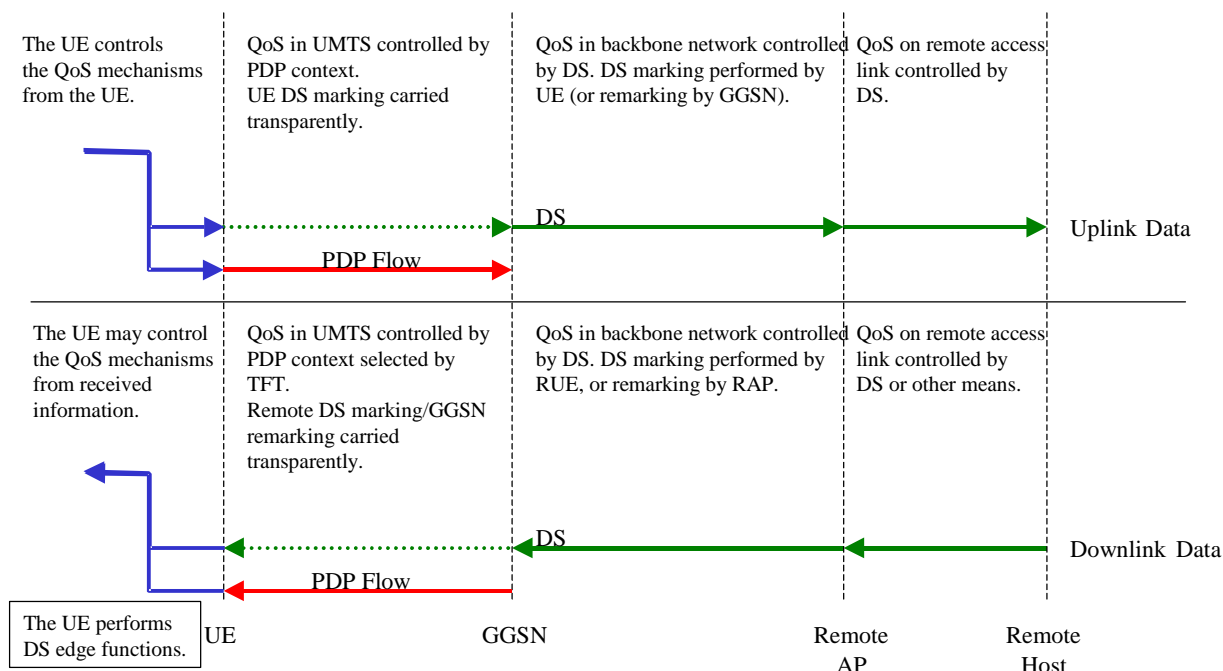 The UE controls
the QoS mechanisms
from the UE.
QoS in UMTS controlled by
PDP context.
UE DS marking carried
transparently.
QoS in backbone network controlled
by DS. DS marking performed by
UE (or remarking by GGSN).
QoS on remote access
link controlled by
DS.
DS
Uplink Data
PDP Flow
The UE may control
the QoS mechanisms
from received
information.
QoS in UMTS controlled by
PDP context selected by
TFT.
Remote DS marking/GGSN
remarking carried
transparently.
QoS in backbone network controlled
by DS. DS marking performed by
RUE, or remarking by RAP.
QoS on remote access
link controlled by
DS or other means.
DS
Downlink Data
PDP Flow
The UE performs
DS edge functions.
UE
GGSN
Remote
AP
Remote
Host